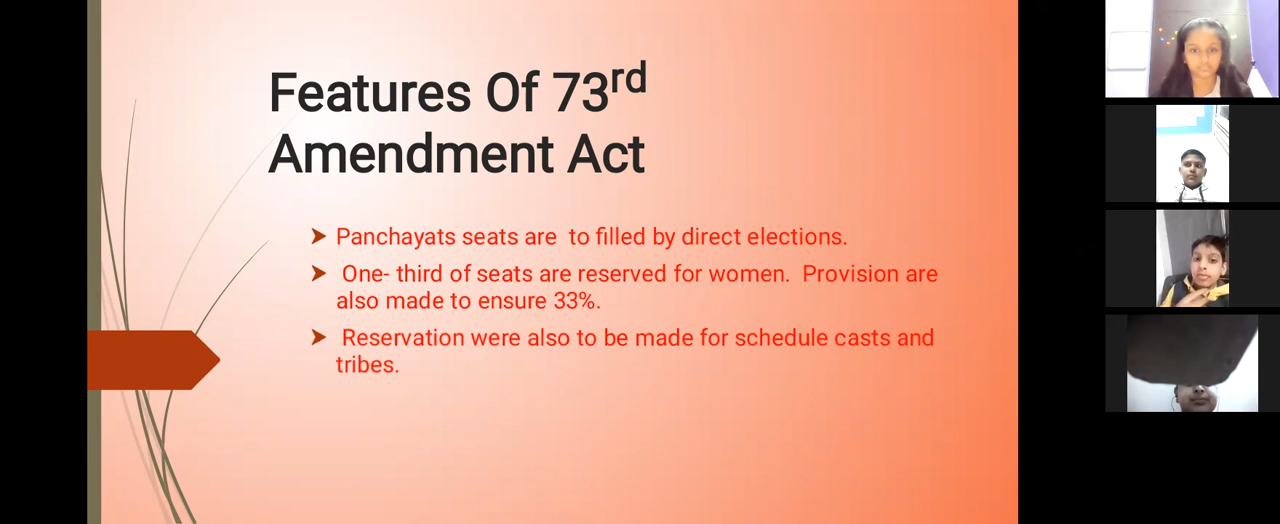 Features Of 73rd
Amendment Act
Panchayats seats are  to filled by direct elections.
One- third of seats are reserved for women.  Provision are
also made to ensure 33%.
Reservation were also to be made for schedule casts and
tribes.